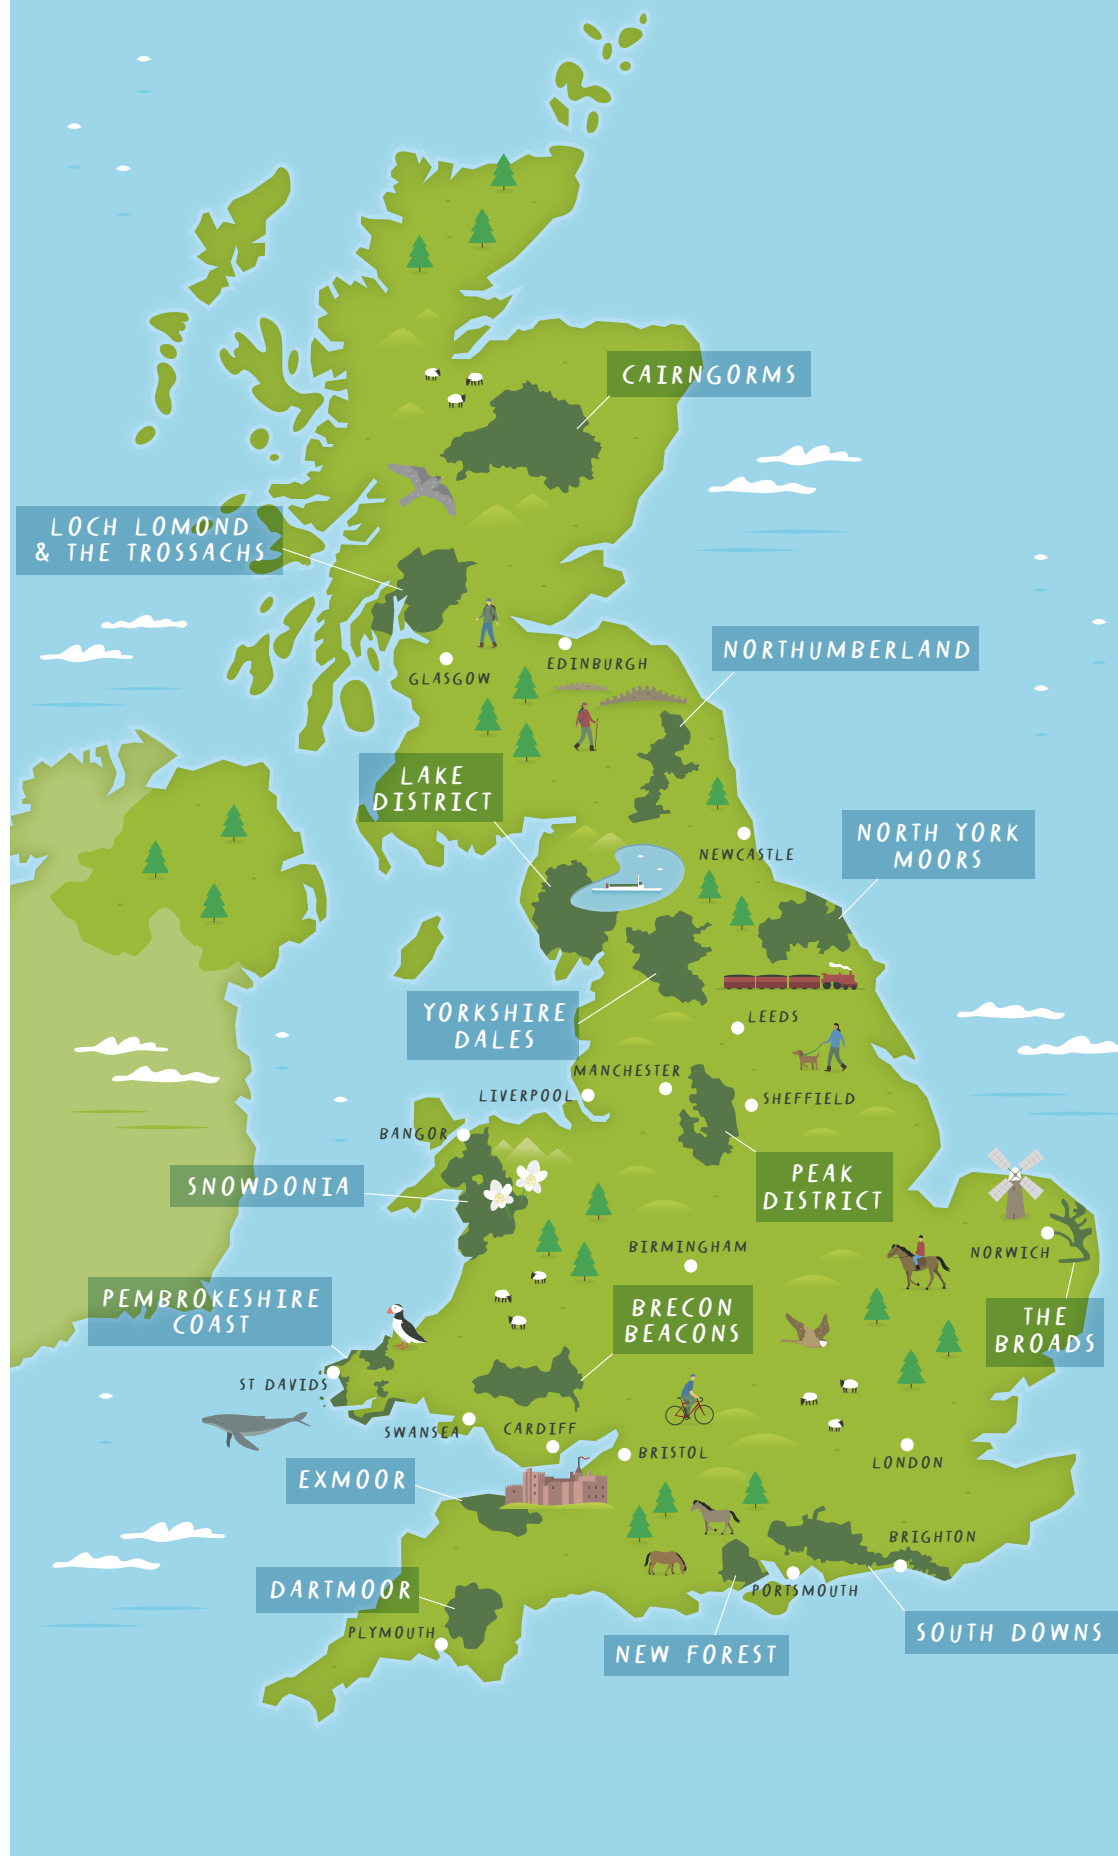 CAIRNGORMS
LOCH LOMOND
& THE TROSSACHS
NORTHUMBERLAND
EDINBURGH
GLASGOW
LAKE
DISTRICT
NORTH YORK
MOORS
NEWCASTLE
YORKSHIRE
DALES
LEEDS
MANCHESTER
LIVERPOOL
SHEFFIELD
BANGOR
SNOWDONIA
PEAK
DISTRICT
BIRMINGHAM
NORWICH
PEMBROKESHIRE
COAST
BRECON
BEACONS
THE
BROADS
ST DAVIDS
SWANSEA
CARDIFF
BRISTOL
LONDON
EXMOOR
BRIGHTON
DARTMOOR
PORTSMOUTH
PLYMOUTH
SOUTH DOWNS
NEW FOREST